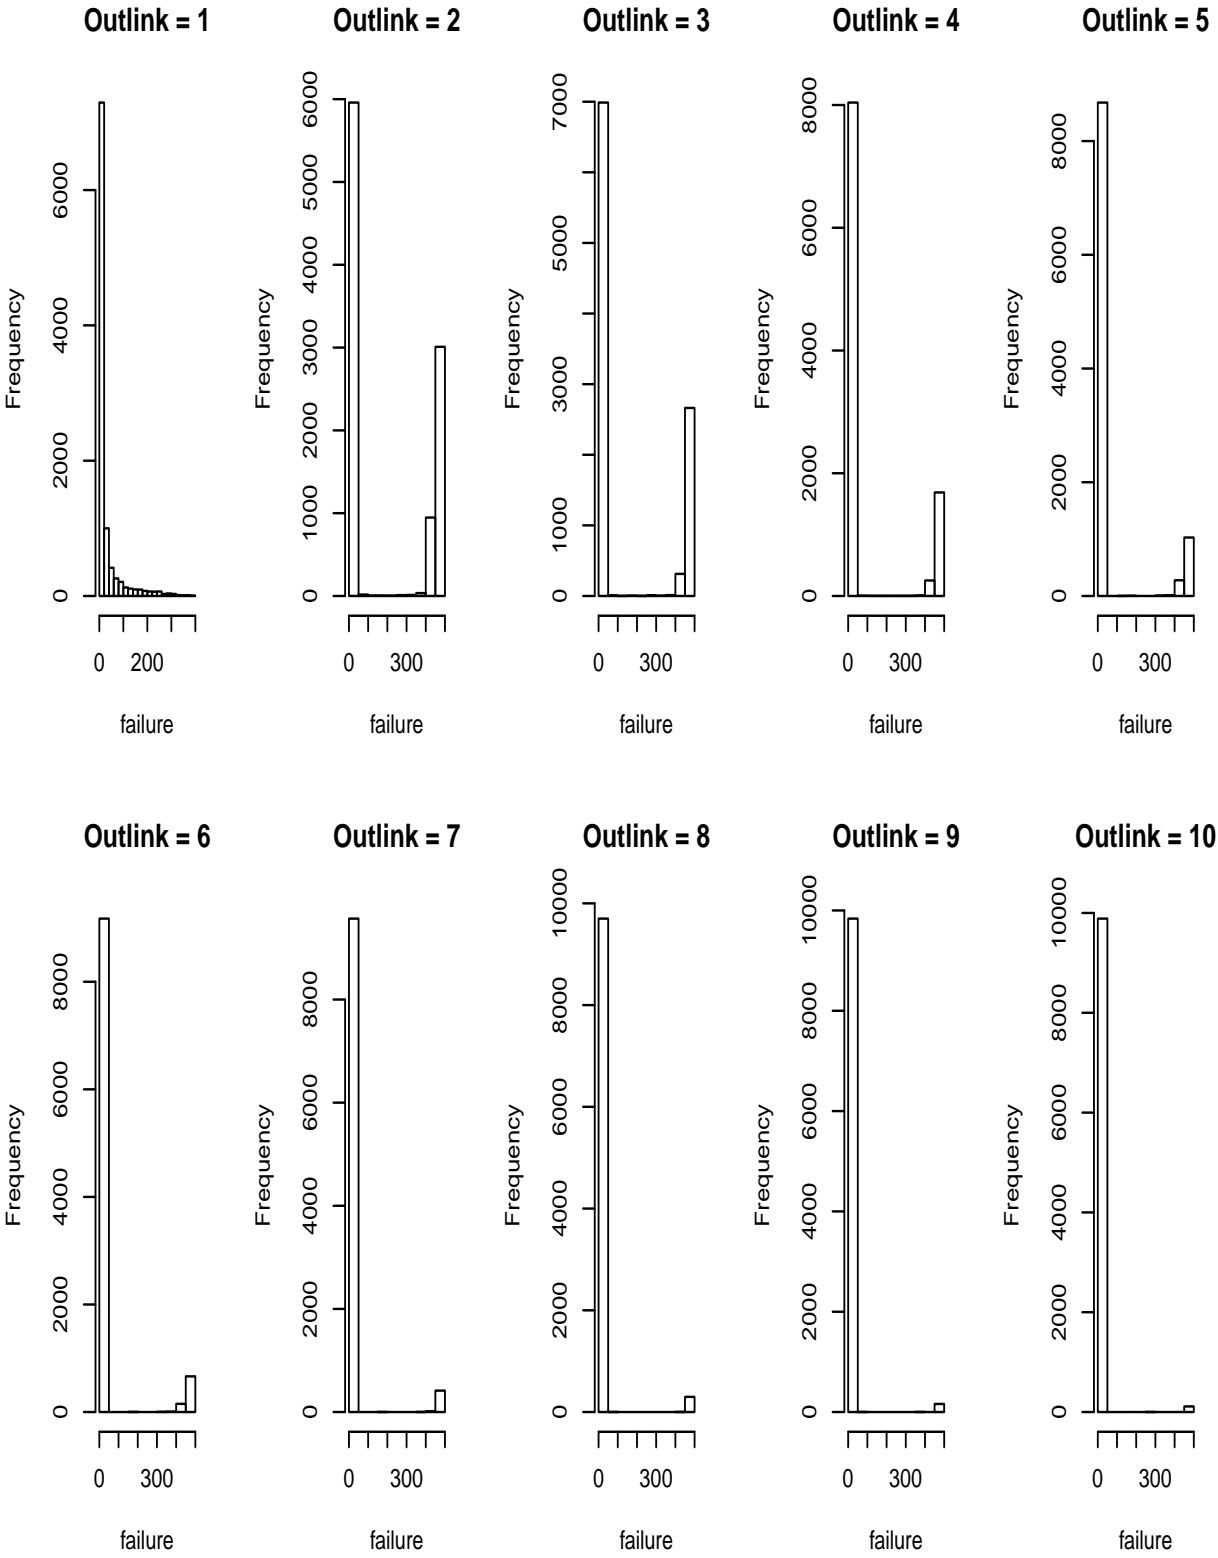 Outlink = 1
6000
4000
2000
0
Frequency
0 200
failure
Outlink = 2
6000
5000
4000
3000
2000
1000
0
Frequency
0 300
failure
Outlink = 3
7000
5000
3000
1000
0
Frequency
0 300
failure
Outlink = 4
8000
6000
4000
2000
0
Frequency
0 300
failure
Outlink = 5
8000
6000
4000
2000
0
Frequency
0 300
failure
Outlink = 6
8000
6000
4000
2000
0
Frequency
0 300
failure
Outlink = 7
8000
6000
4000
2000
0
Frequency
0 300
failure
Outlink = 8
10000
8000
6000
4000
2000
0
Frequency
0 300
failure
Outlink = 9
10000
8000
6000
4000
2000
0
Frequency
0 300
failure
Outlink = 10
10000
8000
6000
4000
2000
0
Frequency
0 300
failure